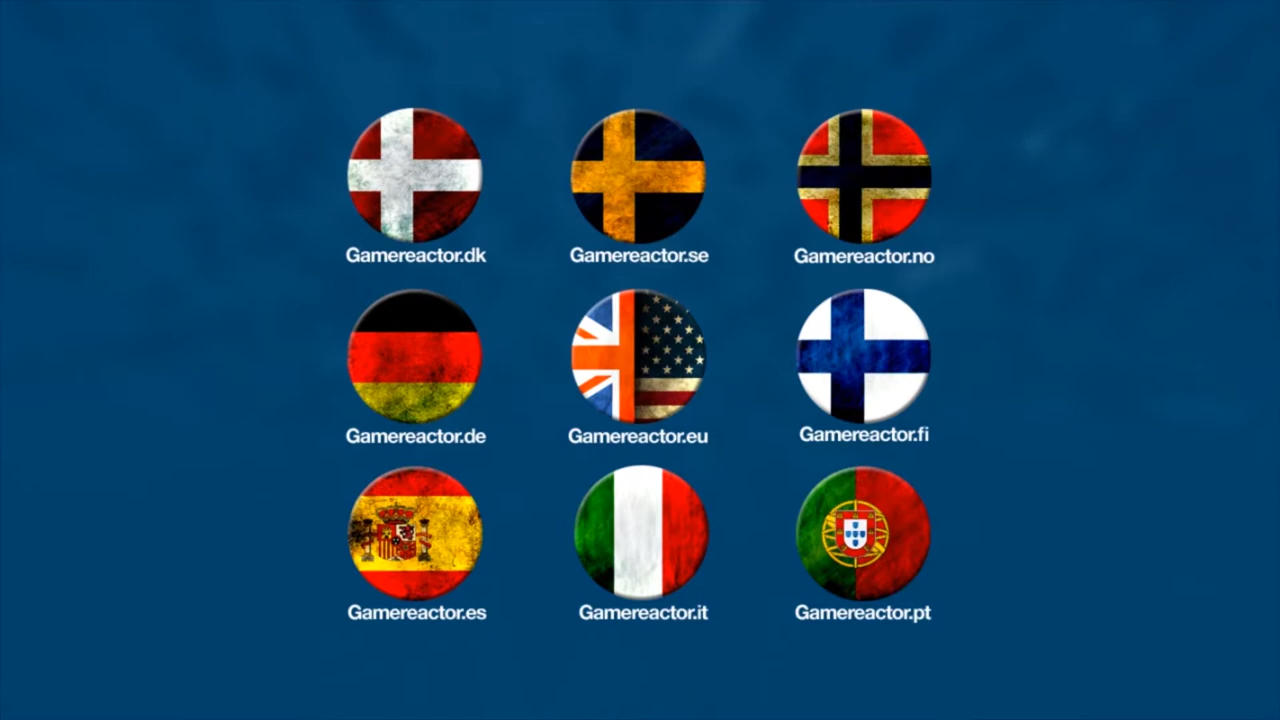 Gamereactor.dk
Gamereactor.se
Gamereactor.no
Gamereactor.de
Gamereactor.eu
Gamereactor.fi
Gamereactor.es
Gamereactor.it
Gamereactor.pt